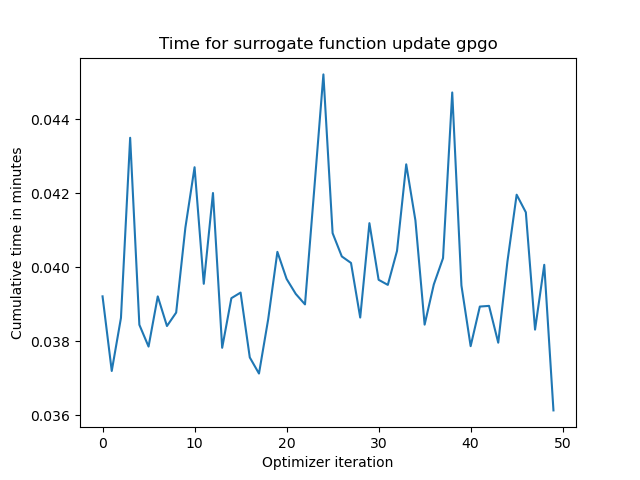 Time for surrogate function update gpgo
Cumulative time in minutes
0.044
0.042
0.040
0.038
0.036
0 10 20 30 40 50
Optimizer iteration